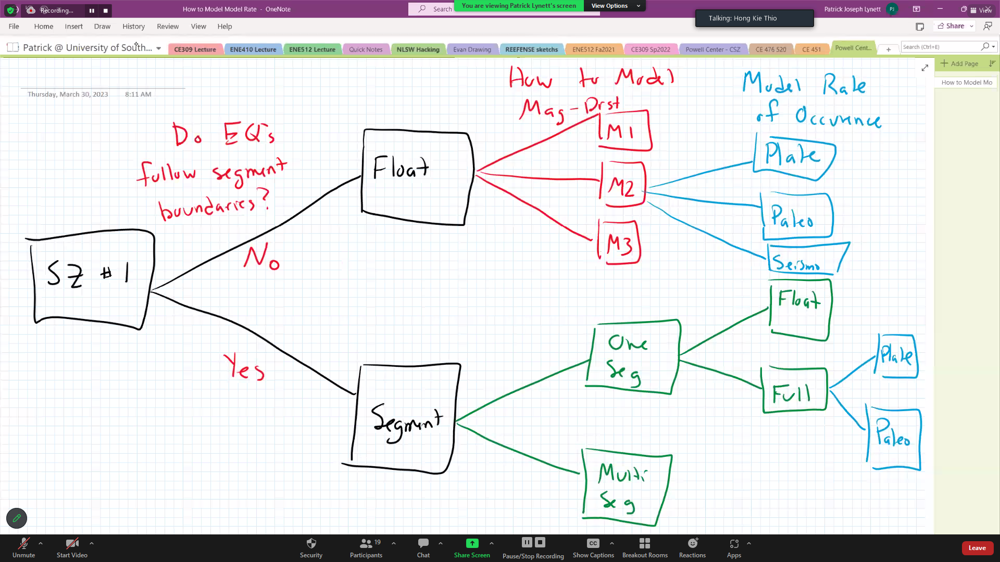 Recording...
How to Model Model Rate - OneNote
Search
You are viewing Patrick Lynett's screen
View Options
Talking: Hong Kie Thio
Patrick Joseph Lynett
PJ
View
File Home Insert Draw History Review View Help
Share
Patrick @ University of South...
CE309 Lecture
ENE410 Lecture
ENE512 Lecture
Quick Notes
NLSW Hacking
Evan Drawing
REEFENSE sketchs
ENE512 Fa2021
CE309 Sp2022
Powell Center - CSZ
CE 476 520
CE 451
Powell Cent...
Search (Ctrl+E)
Add Page
How to Model Mo
Thursday, March 30, 2023 8:11 AM
How to Model
Mag-Drst
Model Rate
of Occurence
Do EQ's
follow segment
boundaries?
Float
M1
M2
M3
Plate
Paleo
Seismo
No
SZ #1
Yes
Segment
One
Seg
Float
Full
Plate
Paleo
Multi
Seg
Unmute
Start Video
Security
19
Participants
Chat
Share Screen
Pause/Stop Recording
CC
Show Captions
Breakout Rooms
Reactions
Apps
Leave